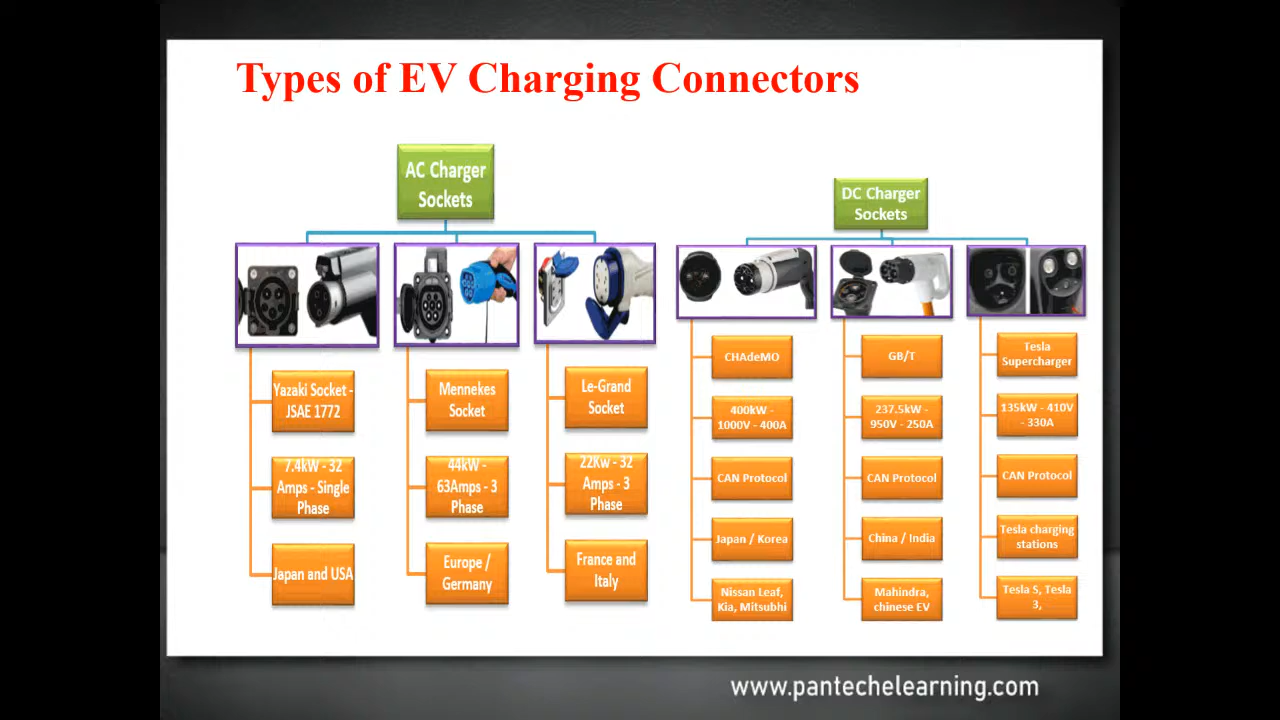 Types of EV Charging Connectors
AC Charger
Sockets
Yazaki Socket -
JSAE 1772
7.4kW - 32
Amps - Single
Phase
Japan and USA
Mennekes
Socket
44kW -
63Amps - 3
Phase
Europe /
Germany
Le-Grand
Socket
22Kw - 32
Amps - 3
Phase
France and
Italy
DC Charger
Sockets
CHAdeMO
400kW -
1000V - 400A
CAN Protocol
Japan / Korea
Nissan Leaf,
Kia, Mitsubhi
GB/T
237.5kW -
950V - 250A
CAN Protocol
China / India
Mahindra,
chinese EV
Tesla
Supercharger
135kW - 410V
- 330A
CAN Protocol
Tesla charging
stations
Tesla S, Tesla
3,
www.pantechelearning.com